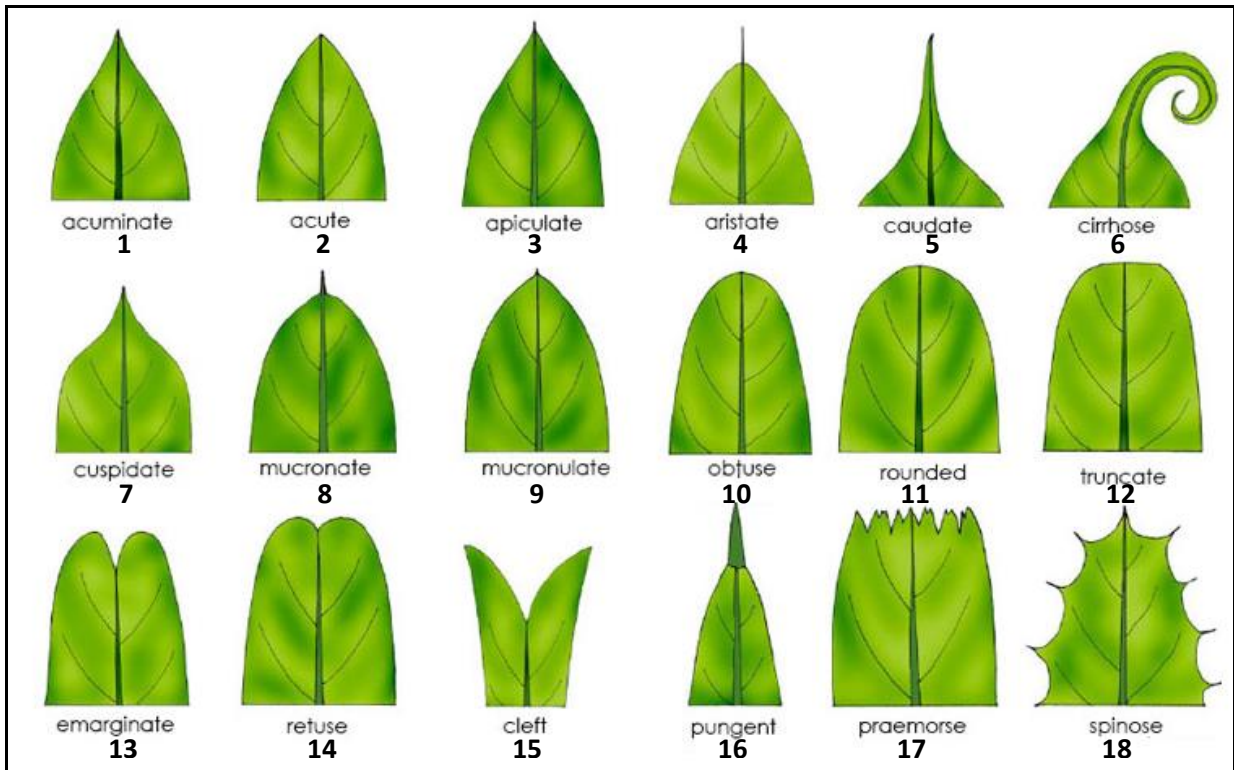 acuminate acute apiculate aristate caudate cirrhose
1 2 3 4 5 6
cuspidate mucronate mucronulate obtuse rounded truncate
7 8 9 10 11 12
emarginate retuse cleft pungent praemorse spinose
13 14 15 16 17 18